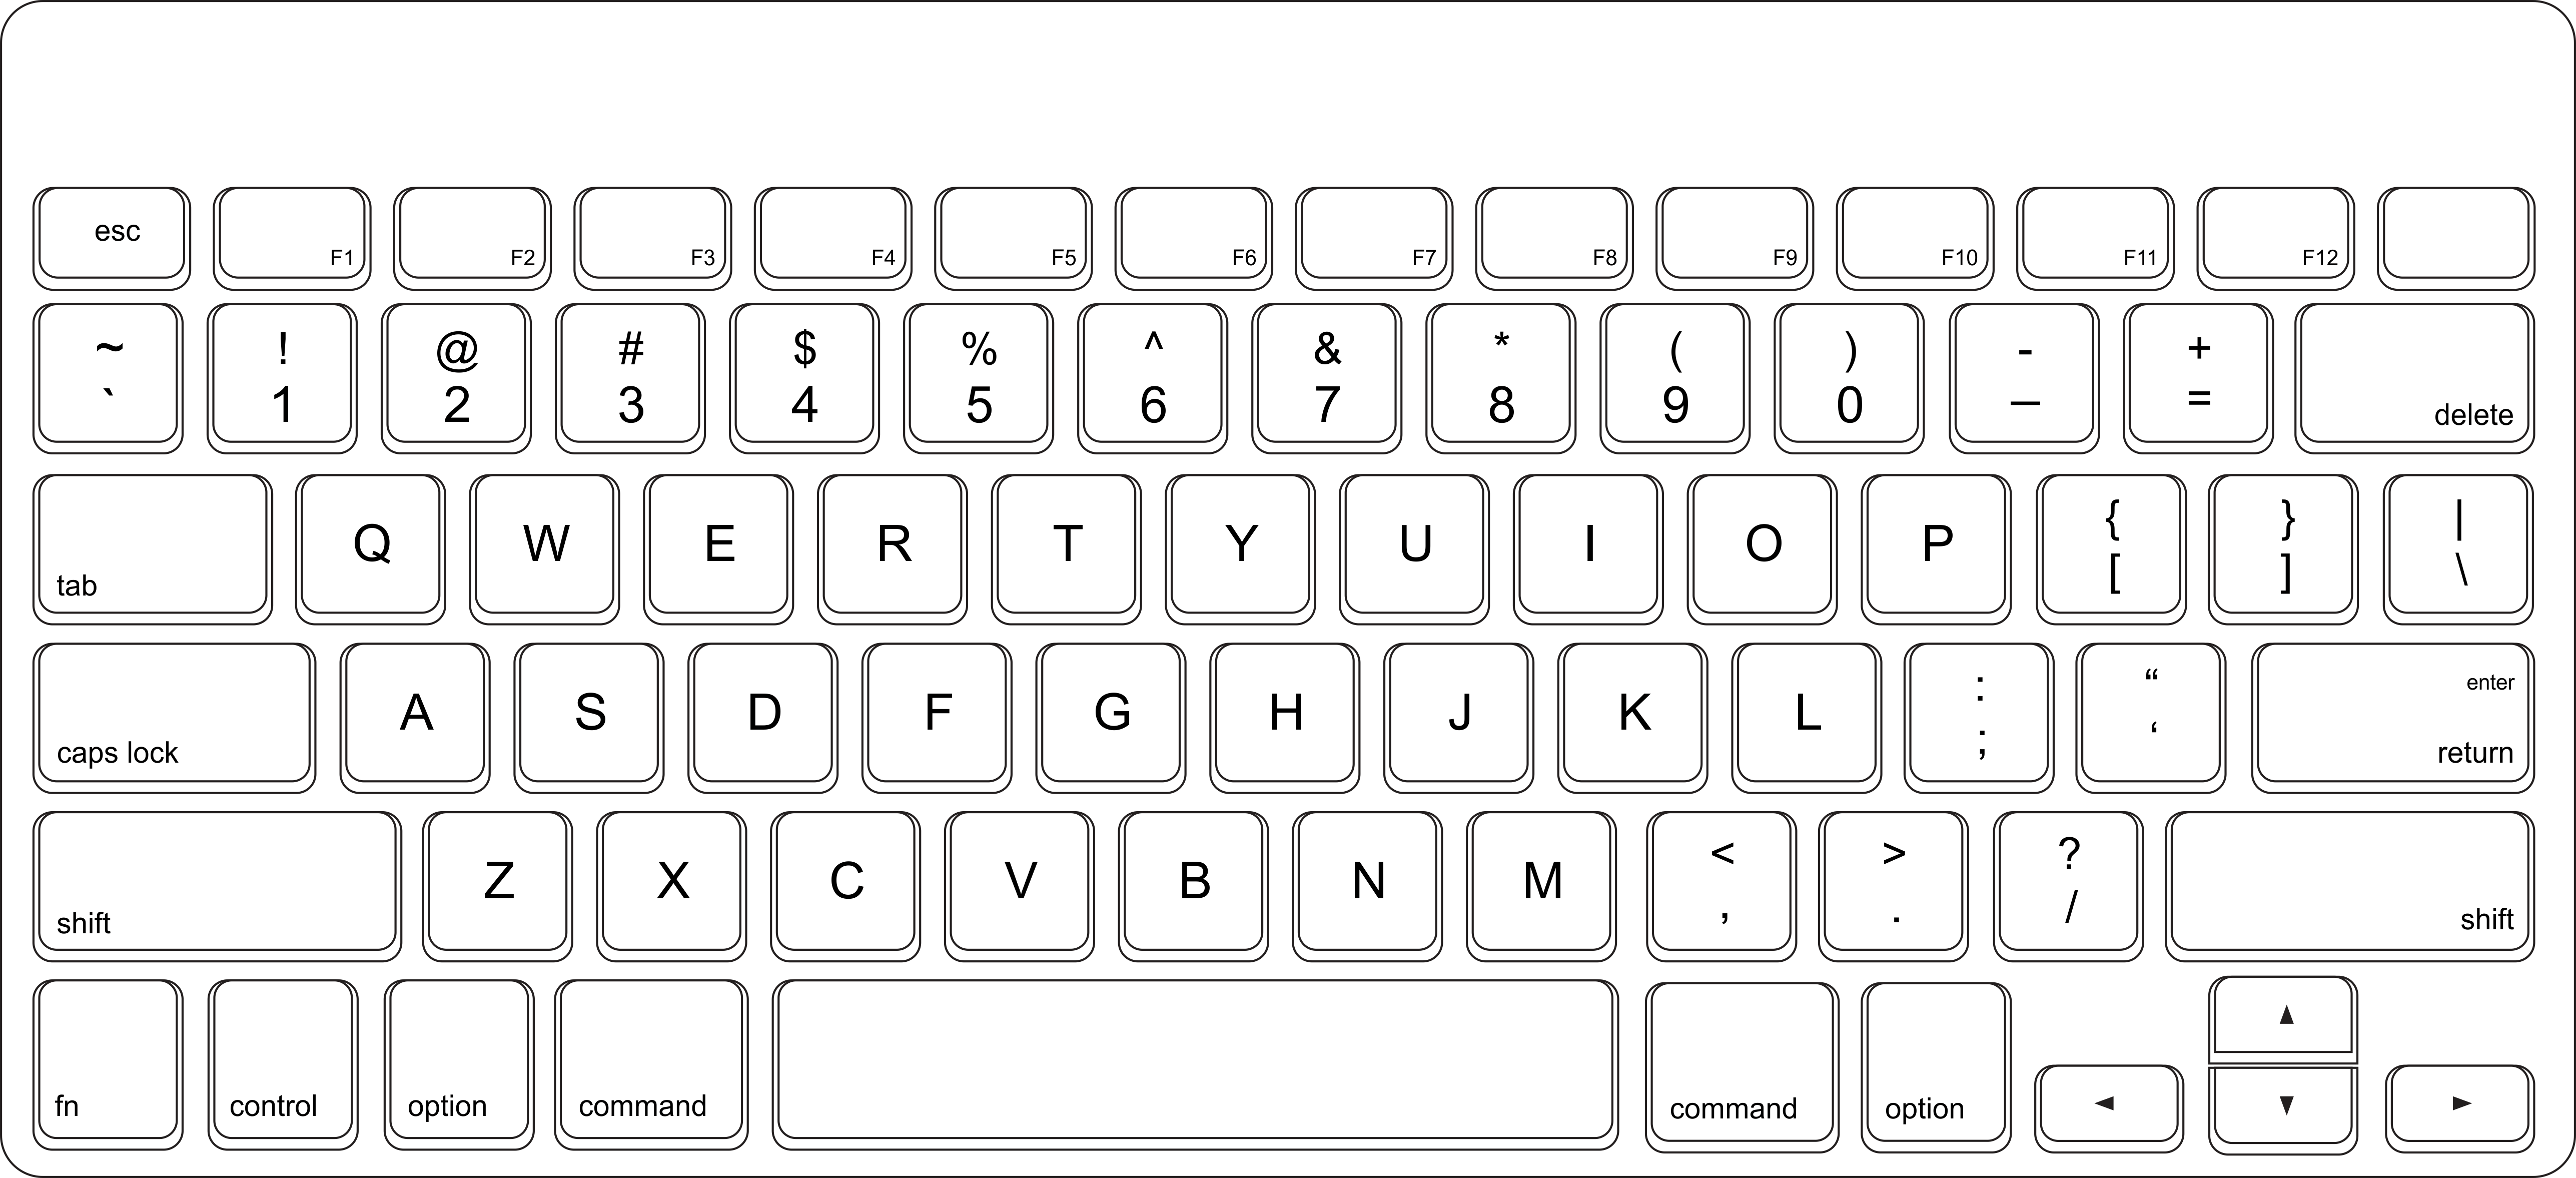 esc F1 F2 F3 F4 F5 F6 F7 F8 F9 F10 F11 F12
~ ! @ # $ % ^ & * ( ) - +
` 1 2 3 4 5 6 7 8 9 0 – = delete
Q W E R T Y U I O P { } |
tab [ ] \
A S D F G H J K L : “ enter
caps lock ; ‘ return
Z X C V B N M < > ?
shift , . / shift
▲
fn control option command command option ◄ ▼ ►